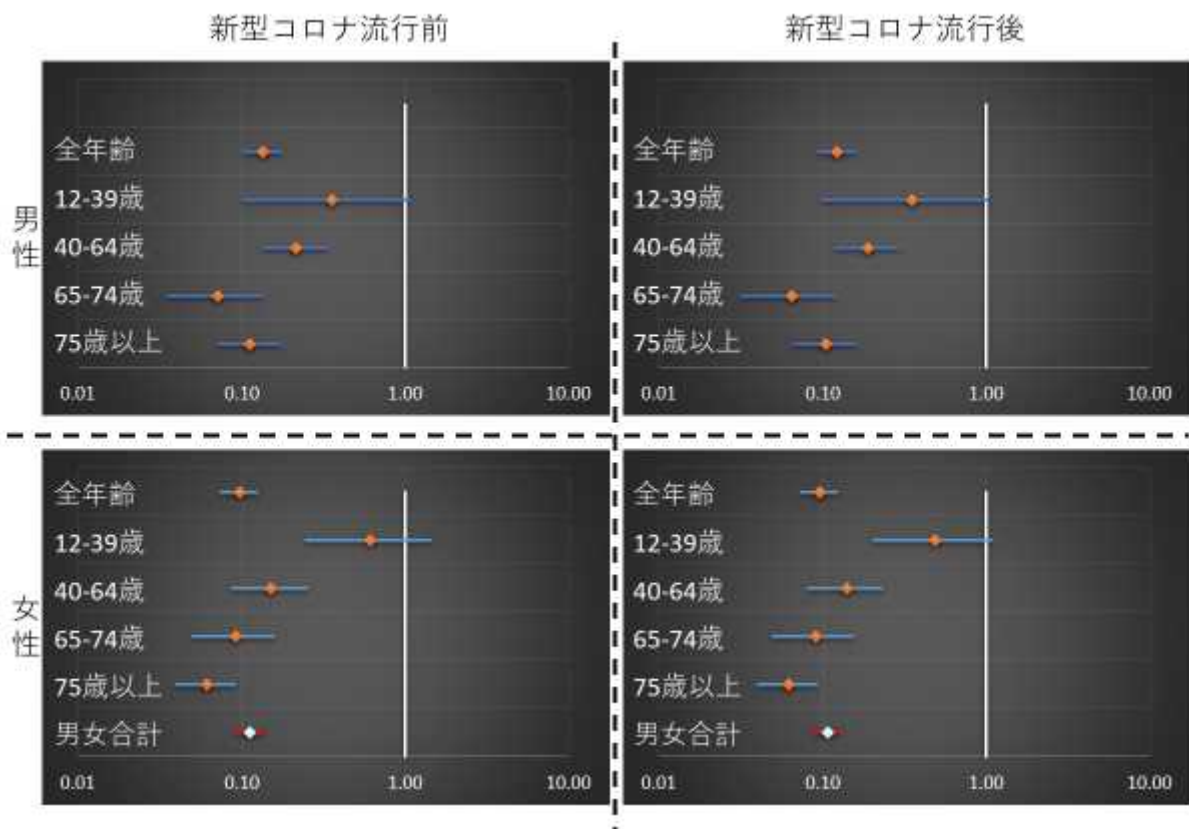 新型コロナ流行前
新型コロナ流行後
男性
全年齢
12-39歳
40-64歳
65-74歳
75歳以上
0.01 0.10 1.00 10.00
全年齢
12-39歳
40-64歳
65-74歳
75歳以上
0.01 0.10 1.00 10.00
女性
全年齢
12-39歳
40-64歳
65-74歳
75歳以上
男女合計
0.01 0.10 1.00 10.00
全年齢
12-39歳
40-64歳
65-74歳
75歳以上
男女合計
0.01 0.10 1.00 10.00